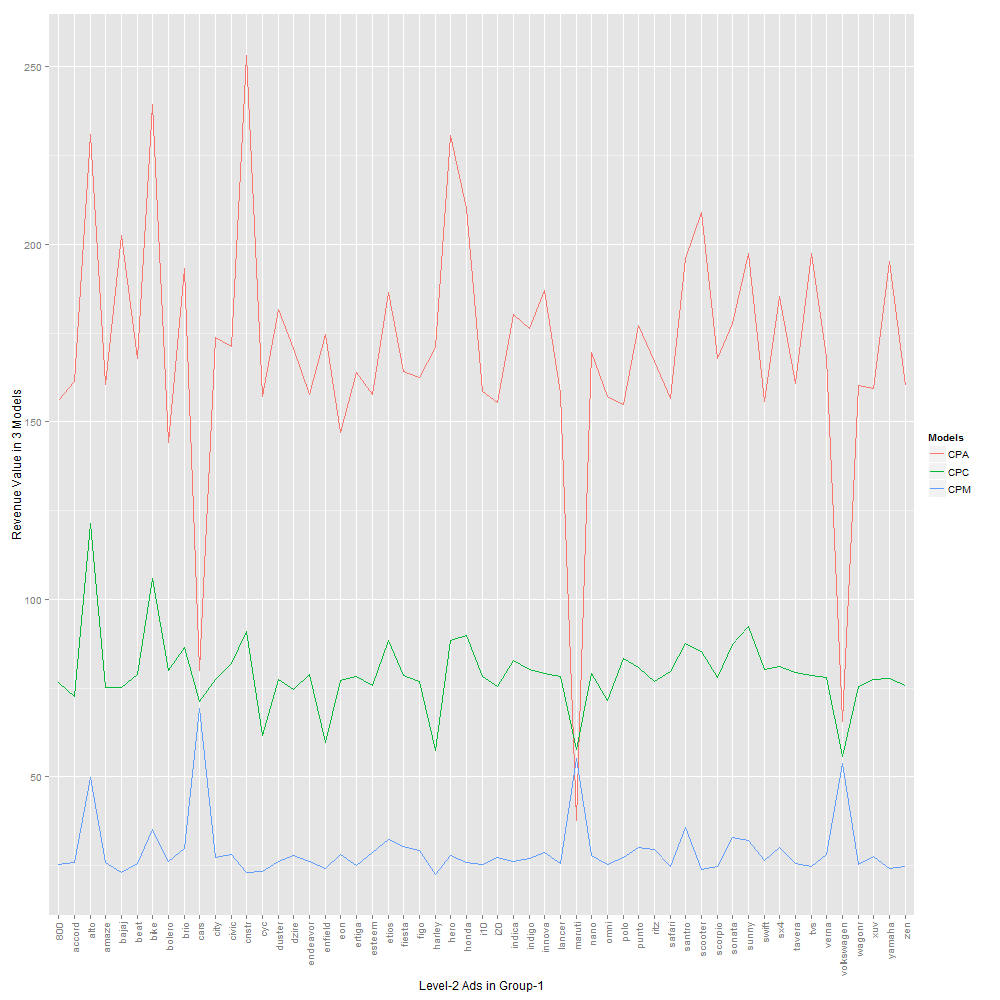 Revenue Value in 3 Models
250
200
150
100
50
800
accord
alto
amaze
bajaj
beat
bike
bolero
brio
cars
city
civic
cnstr
cyc
duster
dzire
endeavor
enfield
eon
ertiga
esteem
etios
fiesta
figo
harley
hero
honda
i10
i20
indica
indigo
innova
lancer
maruti
nano
omni
polo
punto
ritz
safari
santro
scooter
scorpio
sonata
sunny
swift
sx4
tavera
tvs
verna
volkswagen
wagonr
xuv
yamaha
zen
Level-2 Ads in Group-1
Models
CPA
CPC
CPM